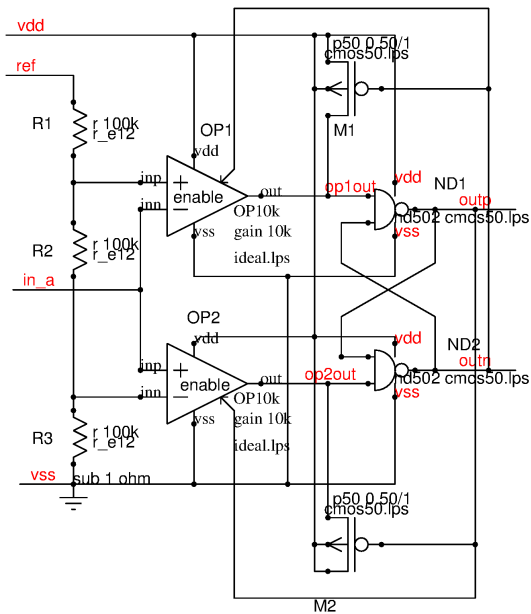 vdd
p50 0.50/1
cmos50.lps
ref
R1
r 100k
r_e12
OP1
M1
vdd
inp
enable
out
op1out
vdd
ND1
outp
inn
OP10k
nd502 cmos50.lps
vss
gain 10k
vss
R2
r 100k
r_e12
ideal.lps
in_a
OP2
vdd
vdd
ND2
outn
inp
enable
out
op2out
nd502 cmos50.lps
inn
OP10k
vss
R3
r 100k
r_e12
vss
gain 10k
ideal.lps
vss
sub 1 ohm
p50 0.50/1
cmos50.lps
M2